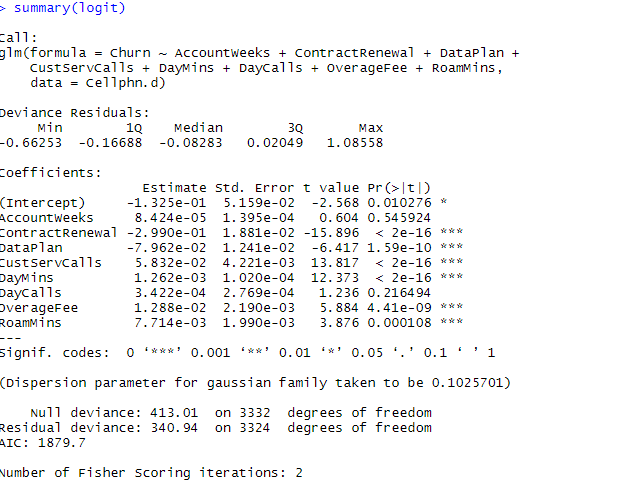 > summary(logit)
Call:
glm(formula = Churn ~ AccountWeeks + ContractRenewal + DataPlan +
    CustServCalls + DayMins + DayCalls + OverageFee + RoamMins,
    data = Cellphn.d)
Deviance Residuals:
     Min        1Q    Median        3Q       Max
-0.66253  -0.16688  -0.08283   0.02049   1.08558
Coefficients:
                  Estimate Std. Error t value Pr(>|t|)
(Intercept)     -1.325e-01  5.159e-02  -2.568 0.010276 *
AccountWeeks     8.424e-05  1.395e-04   0.604 0.545924
ContractRenewal -2.990e-01  1.881e-02 -15.896  < 2e-16 ***
DataPlan        -7.962e-02  1.241e-02  -6.417 1.59e-10 ***
CustServCalls    5.832e-02  4.221e-03  13.817  < 2e-16 ***
DayMins          1.262e-03  1.020e-04  12.373  < 2e-16 ***
DayCalls         3.422e-04  2.769e-04   1.236 0.216494
OverageFee       1.288e-02  2.190e-03   5.884 4.41e-09 ***
RoamMins         7.714e-03  1.990e-03   3.876 0.000108 ***
---
Signif. codes:  0 ‘***’ 0.001 ‘**’ 0.01 ‘*’ 0.05 ‘.’ 0.1 ‘ ’ 1
(Dispersion parameter for gaussian family taken to be 0.1025701)
    Null deviance: 413.01  on 3332  degrees of freedom
Residual deviance: 340.94  on 3324  degrees of freedom
AIC: 1879.7
Number of Fisher Scoring iterations: 2